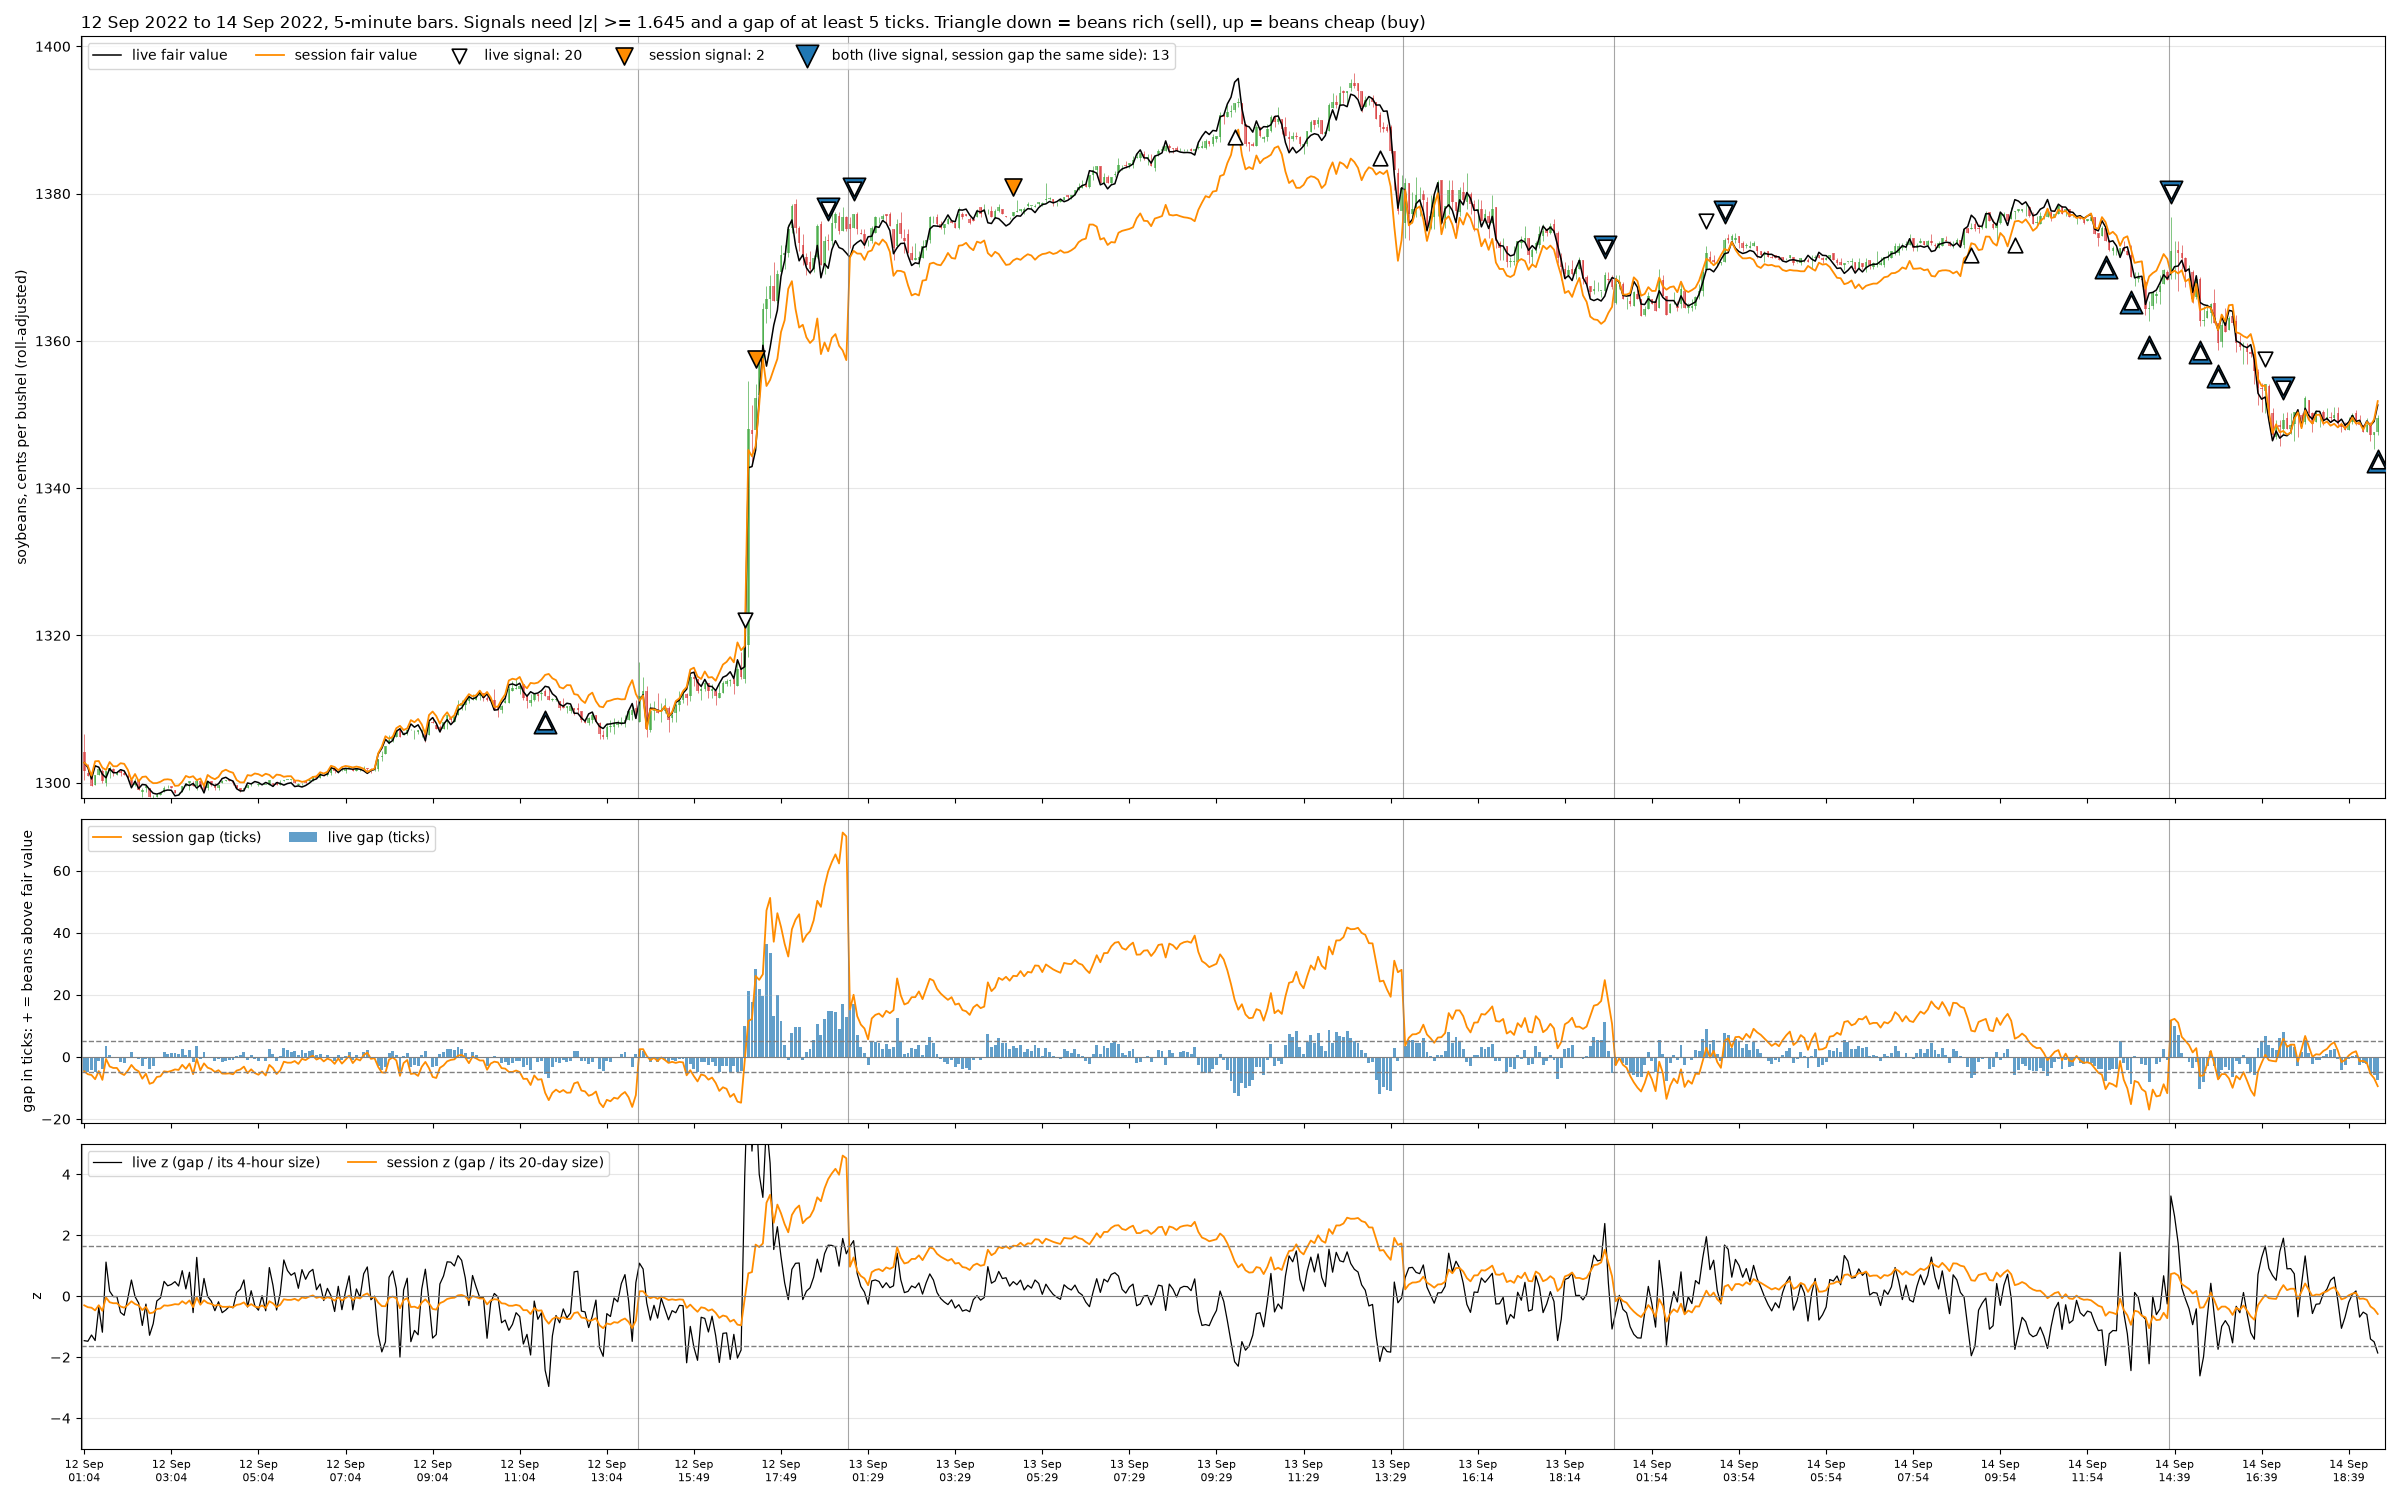 12 Sep 2022 to 14 Sep 2022, 5-minute bars. Signals need |z| >= 1.645 and a gap of at least 5 ticks. Triangle down = beans rich (sell), up = beans cheap (buy)
live fair value session fair value live signal: 20 session signal: 2 both (live signal, session gap the same side): 13
soybeans, cents per bushel (roll-adjusted)
1400
1380
1360
1340
1320
1300
session gap (ticks) live gap (ticks)
gap in ticks: + = beans above fair value
60
40
20
0
−20
live z (gap / its 4-hour size) session z (gap / its 20-day size)
z
4
2
0
−2
−4
12 Sep 12 Sep 12 Sep 12 Sep 12 Sep 12 Sep 12 Sep 12 Sep 12 Sep 13 Sep 13 Sep 13 Sep 13 Sep 13 Sep 13 Sep 13 Sep 13 Sep 13 Sep 14 Sep 14 Sep 14 Sep 14 Sep 14 Sep 14 Sep 14 Sep 14 Sep 14 Sep
01:04 03:04 05:04 07:04 09:04 11:04 13:04 15:49 17:49 01:29 03:29 05:29 07:29 09:29 11:29 13:29 16:14 18:14 01:54 03:54 05:54 07:54 09:54 11:54 14:39 16:39 18:39